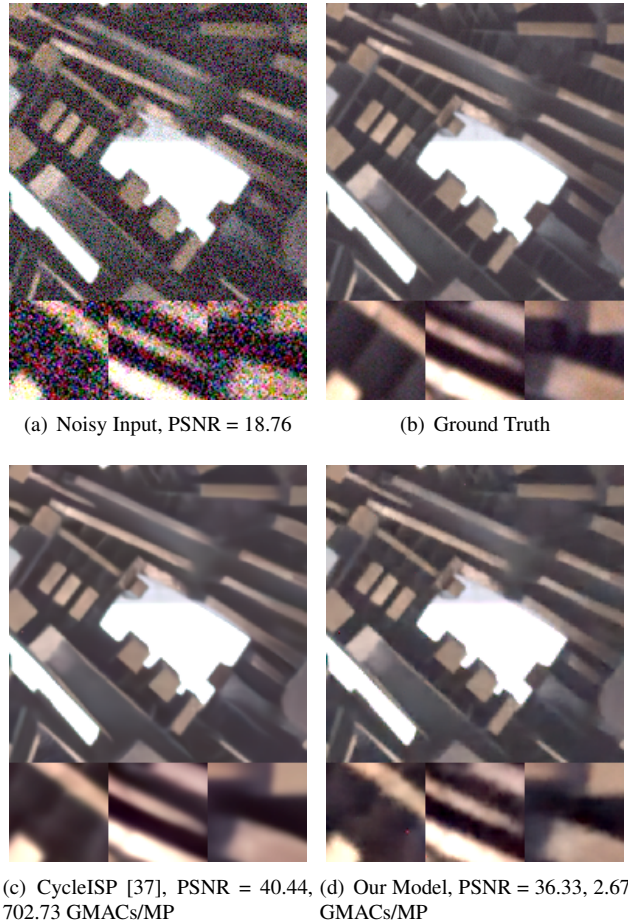 (a) Noisy Input, PSNR = 18.76
(b) Ground Truth
(c) CycleISP [37], PSNR = 40.44,
702.73 GMACs/MP
(d) Our Model, PSNR = 36.33, 2.67
GMACs/MP